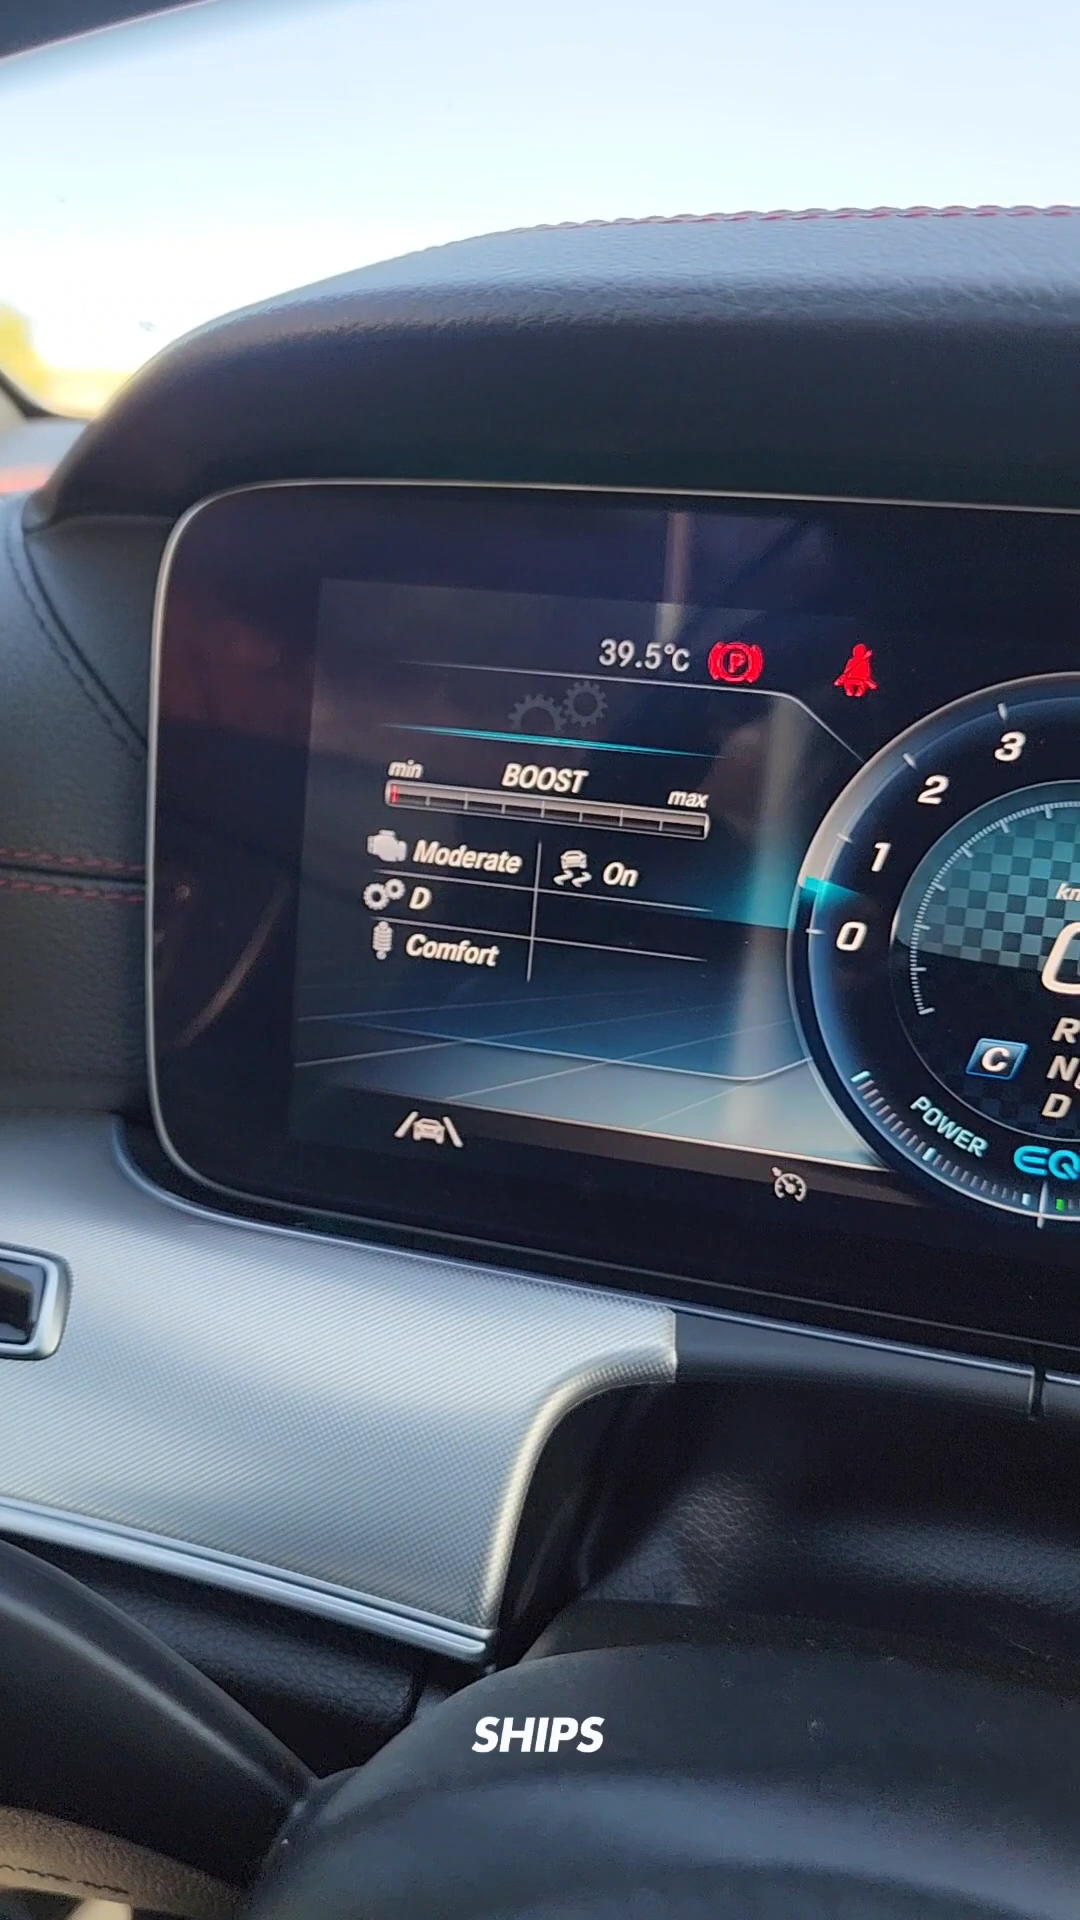 39.5°C
P
min BOOST max
Moderate
On
D
Comfort
3
2
1
0
km
C
R
N
D
POWER
EQ
SHIPS